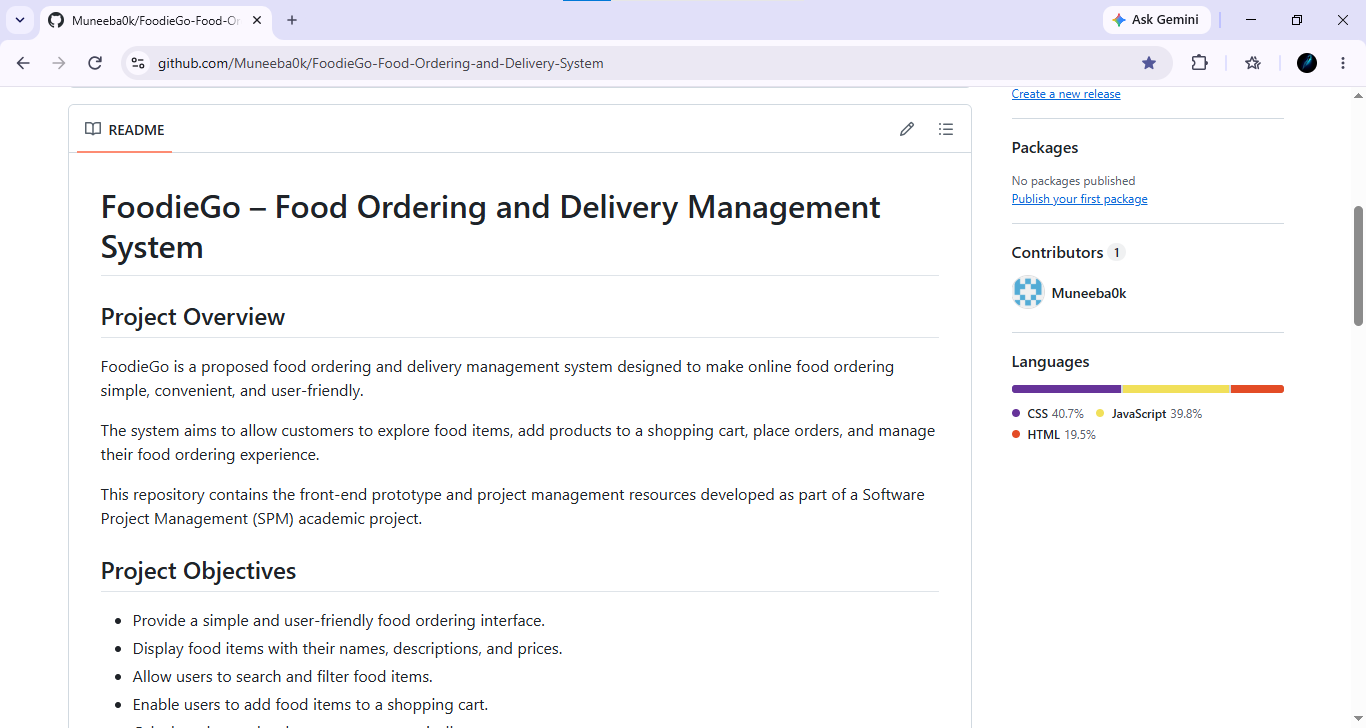 Muneeba0k/FoodieGo-Food-Or
Ask Gemini
github.com/Muneeba0k/FoodieGo-Food-Ordering-and-Delivery-System
README
FoodieGo – Food Ordering and Delivery Management
System
Project Overview
FoodieGo is a proposed food ordering and delivery management system designed to make online food ordering
simple, convenient, and user-friendly.
The system aims to allow customers to explore food items, add products to a shopping cart, place orders, and manage
their food ordering experience.
This repository contains the front-end prototype and project management resources developed as part of a Software
Project Management (SPM) academic project.
Project Objectives
• Provide a simple and user-friendly food ordering interface.
• Display food items with their names, descriptions, and prices.
• Allow users to search and filter food items.
• Enable users to add food items to a shopping cart.
Create a new release
Packages
No packages published
Publish your first package
Contributors 1
Muneeba0k
Languages
CSS 40.7% JavaScript 39.8%
HTML 19.5%